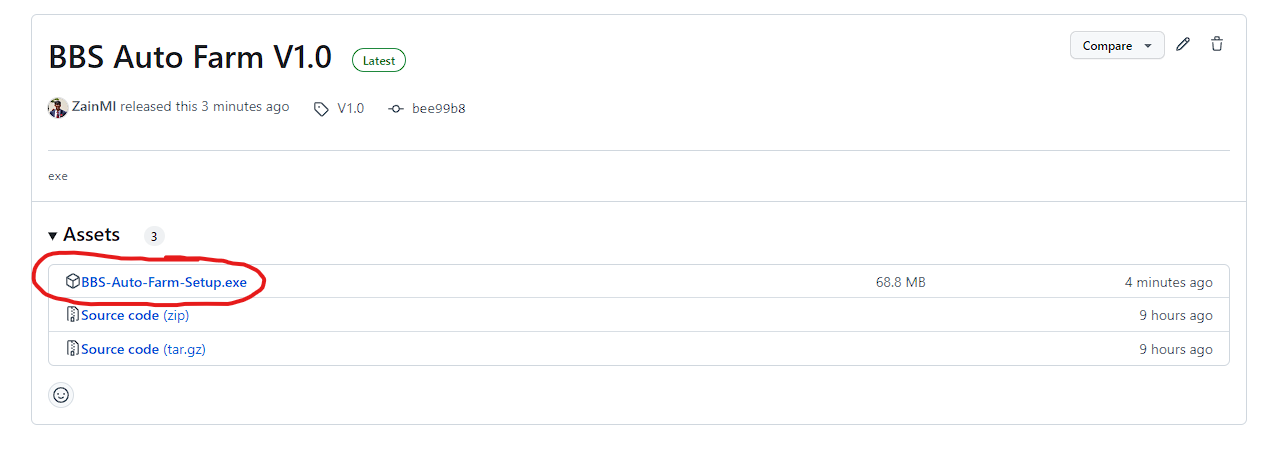 BBS Auto Farm V1.0 Latest Compare
ZainMI released this 3 minutes ago V1.0 bee99b8
exe
Assets 3
BBS-Auto-Farm-Setup.exe 68.8 MB 4 minutes ago
Source code (zip) 9 hours ago
Source code (tar.gz) 9 hours ago